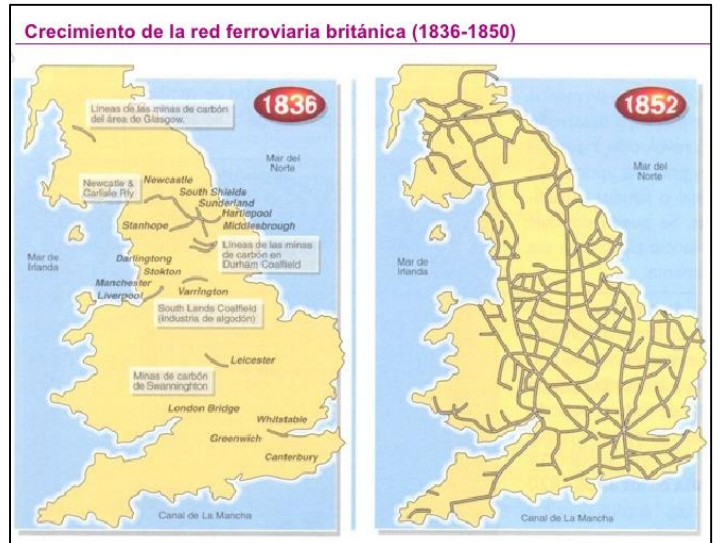 Crecimiento de la red ferroviaria británica (1836-1850)
1836
Líneas de las minas de carbón
del área de Glasgow.
Mar del
Norte
Newcatle &
Carlisle Rly
Newcastle
South Shields
Sunderland
Hartlepool
Stanhope
Middlesbrough
Líneas de las minas
de carbón en
Durham Coalfield
Mar de
Irlanda
Darlingtong
Stokton
Manchester
Liverpool
Varrington
South Lands Coalfield
(Industria de algodón)
Leicester
Minas de carbón
de Swanninghton
London Bridge
Whitstable
Greenwich
Canterbury
Canal de La Mancha
1852
Mar del
Norte
Mar de
Irlanda
Canal de La Mancha